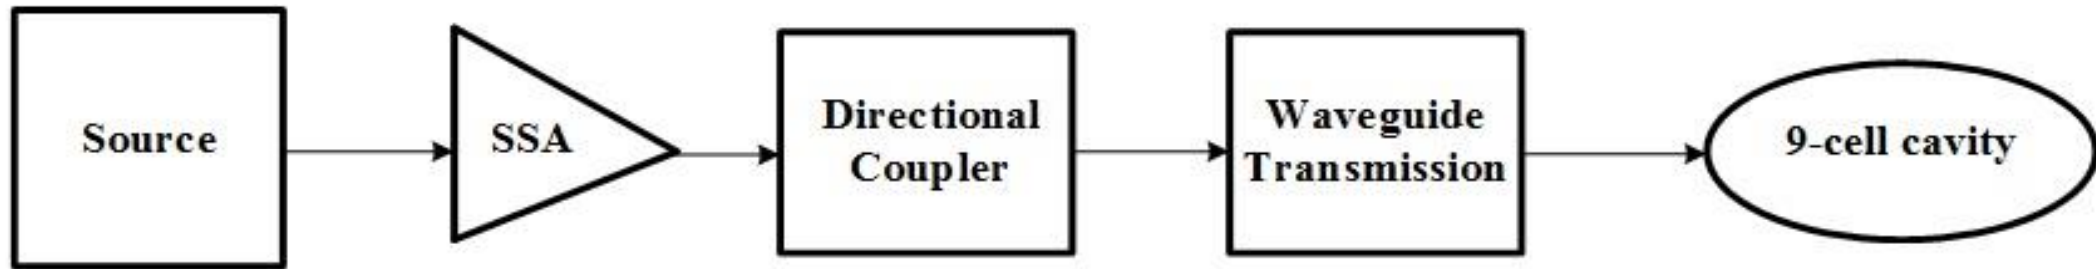 Source
SSA
Directional
Coupler
Waveguide
Transmission
9-cell cavity